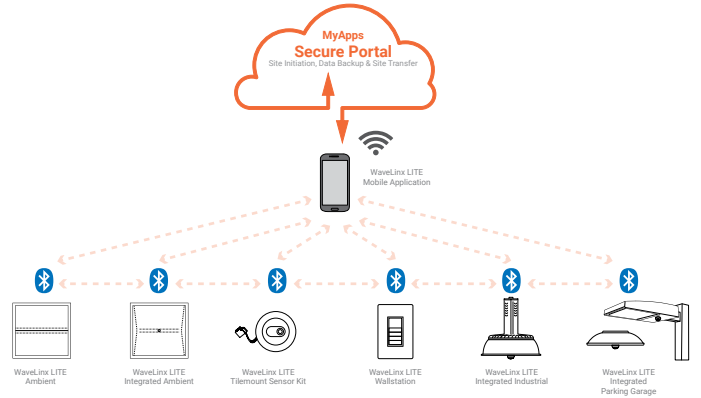 MyApps
Secure Portal
Site Initiation, Data Backup & Site Transfer
WaveLinx LITE
Mobile Application
WaveLinx LITE
Ambient
WaveLinx LITE
Integrated Ambient
WaveLinx LITE
Tilemount Sensor Kit
WaveLinx LITE
Wallstation
WaveLinx LITE
Integrated Industrial
WaveLinx LITE
Integrated
Parking Garage